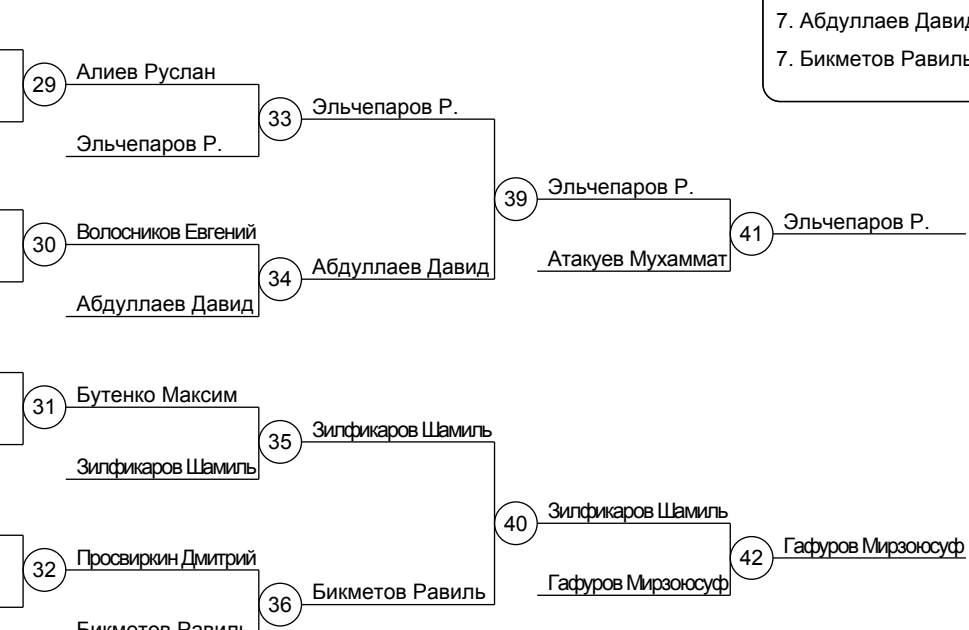 7. Абдуллаев Давид
7. Бикметов Равиль
29 Алиев Руслан
Эльчепаров Р.
33 Эльчепаров Р.
39 Эльчепаров Р.
41 Эльчепаров Р.
Атакуев Мухаммат
30 Волосников Евгений
Абдуллаев Давид
34 Абдуллаев Давид
31 Бутенко Максим
Зилфикаров Шамиль
35 Зилфикаров Шамиль
40 Зилфикаров Шамиль
42 Гафуров Мирзоюсуф
Гафуров Мирзоюсуф
32 Просвиркин Дмитрий
Бикметов Равиль
36 Бикметов Равиль